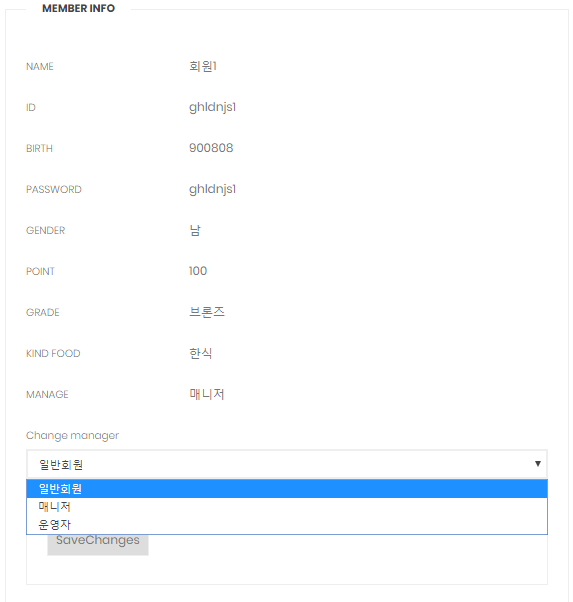 MEMBER INFO
NAME 회원1
ID ghldnjs1
BIRTH 900808
PASSWORD ghldnjs1
GENDER 남
POINT 100
GRADE 브론즈
KIND FOOD 한식
MANAGE 매니저
Change manager
일반회원
일반회원
매니저
운영자
SaveChanges